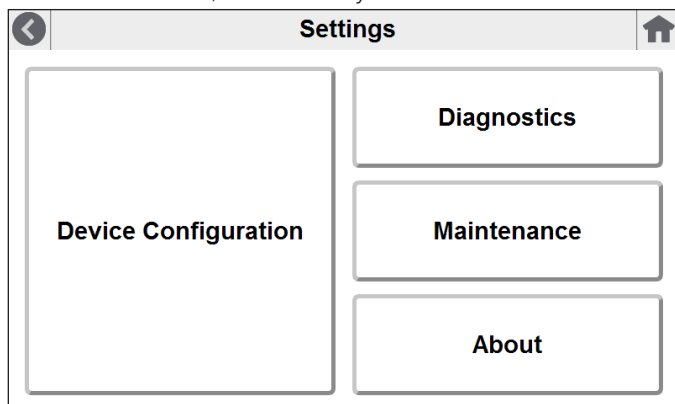 Settings
Device Configuration
Diagnostics
Maintenance
About